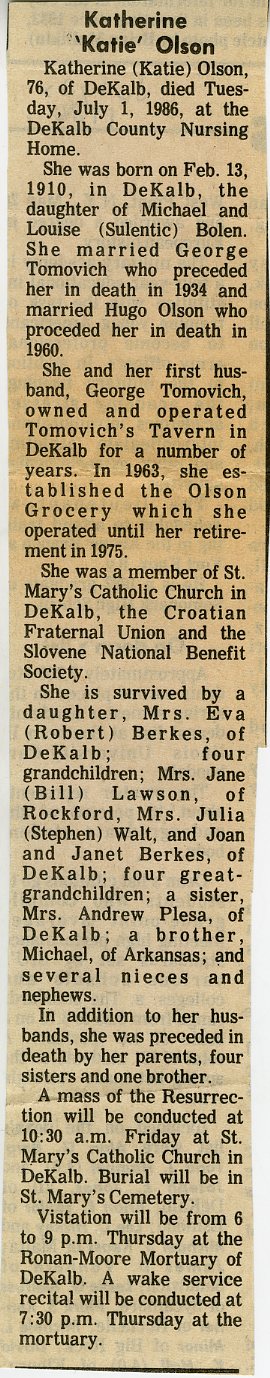 Katherine
'Katie' Olson
Katherine (Katie) Olson,
76, of DeKalb, died Tues-
day, July 1, 1986, at the
DeKalb County Nursing
Home.
She was born on Feb. 13,
1910, in DeKalb, the
daughter of Michael and
Louise (Sulentic) Bolen.
She married George
Tomovich who preceded
her in death in 1934 and
married Hugo Olson who
proceded her in death in
1960.
She and her first hus-
band, George Tomovich,
owned and operated
Tomovich's Tavern in
DeKalb for a number of
years. In 1963, she es-
tablished the Olson
Grocery which she
operated until her retire-
ment in 1975.
She was a member of St.
Mary's Catholic Church in
DeKalb, the Croatian
Fraternal Union and the
Slovene National Benefit
Society.
She is survived by a
daughter, Mrs. Eva
(Robert) Berkes, of
DeKalb; four
grandchildren; Mrs. Jane
(Bill) Lawson, of
Rockford, Mrs. Julia
(Stephen) Walt, and Joan
and Janet Berkes, of
DeKalb; four great-
grandchildren; a sister,
Mrs. Andrew Plesa, of
DeKalb; a brother,
Michael, of Arkansas; and
several nieces and
nephews.
In addition to her hus-
bands, she was preceded in
death by her parents, four
sisters and one brother.
A mass of the Resurrec-
tion will be conducted at
10:30 a.m. Friday at St.
Mary's Catholic Church in
DeKalb. Burial will be in
St. Mary's Cemetery.
Vistation will be from 6
to 9 p.m. Thursday at the
Ronan-Moore Mortuary of
DeKalb. A wake service
recital will be conducted at
7:30 p.m. Thursday at the
mortuary.